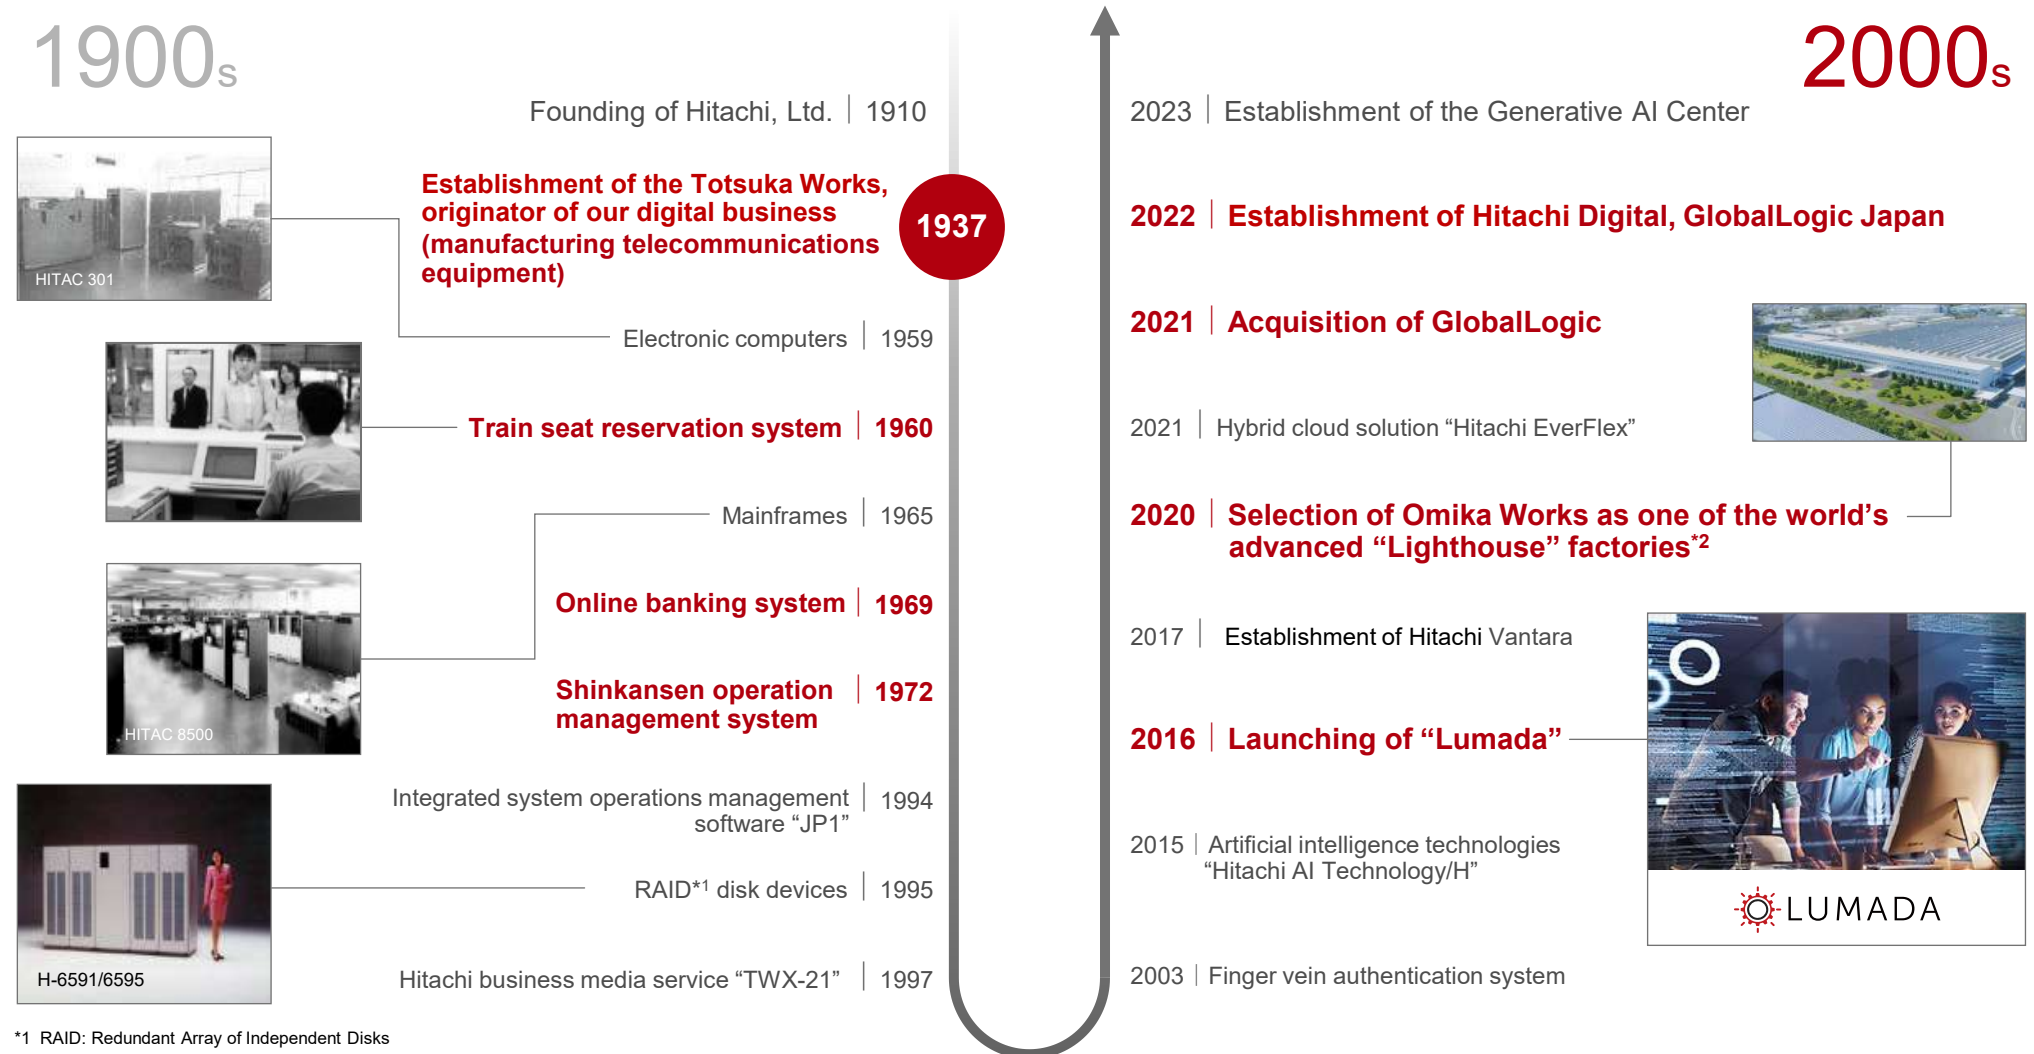 1900s
2000s
Founding of Hitachi, Ltd. | 1910
HITAC 301
Establishment of the Totsuka Works,
originator of our digital business
(manufacturing telecommunications
equipment)
1937
Electronic computers | 1959
Train seat reservation system | 1960
Mainframes | 1965
HITAC 8500
Online banking system | 1969
Shinkansen operation | 1972
management system
Integrated system operations management | 1994
software “JP1”
RAID*1 disk devices | 1995
H-6591/6595
Hitachi business media service “TWX-21” | 1997
*1 RAID: Redundant Array of Independent Disks
2023 | Establishment of the Generative AI Center
2022 | Establishment of Hitachi Digital, GlobalLogic Japan
2021 | Acquisition of GlobalLogic
2021 | Hybrid cloud solution “Hitachi EverFlex”
2020 | Selection of Omika Works as one of the world’s
advanced “Lighthouse” factories*2
2017 | Establishment of Hitachi Vantara
2016 | Launching of “Lumada”
2015 | Artificial intelligence technologies
“Hitachi AI Technology/H”
LUMADA
2003 | Finger vein authentication system